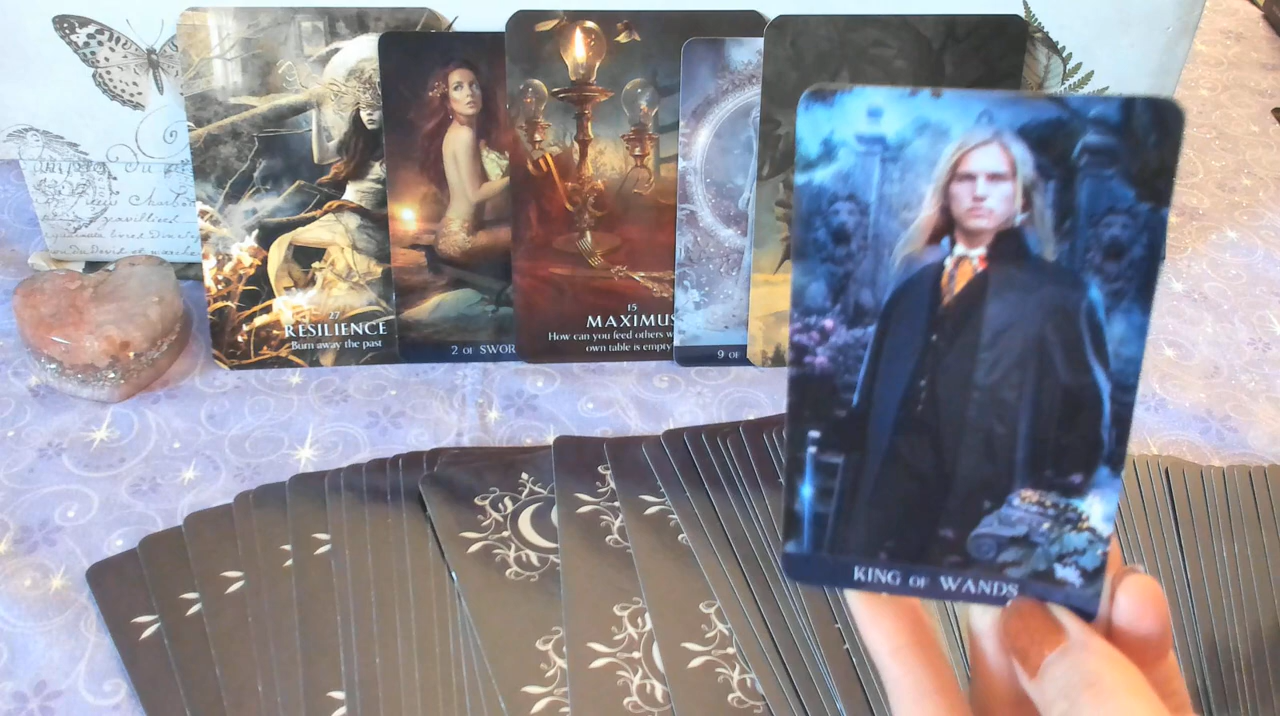 27
RESILIENCE
Burn away the past
2 OF SWOR
15
MAXIMUS
How can you feed others w
own table is empty
9 OF
KING OF WANDS